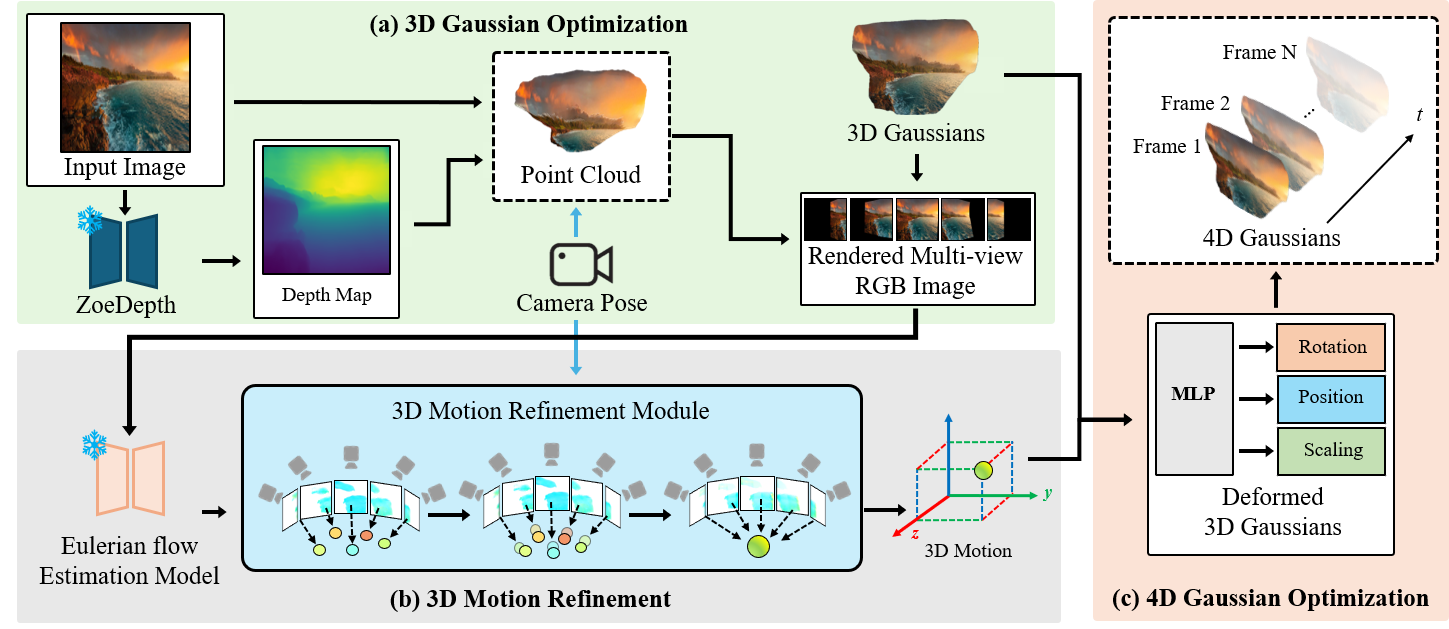 (a) 3D Gaussian Optimization
Input Image
ZoeDepth
Depth Map
Point Cloud
Camera Pose
3D Gaussians
Rendered Multi-view
RGB Image
Eulerian flow
Estimation Model
3D Motion Refinement Module
y
z
3D Motion
(b) 3D Motion Refinement
Frame N
Frame 2
Frame 1
...
t
4D Gaussians
MLP
Rotation
Position
Scaling
Deformed
3D Gaussians
(c) 4D Gaussian Optimization